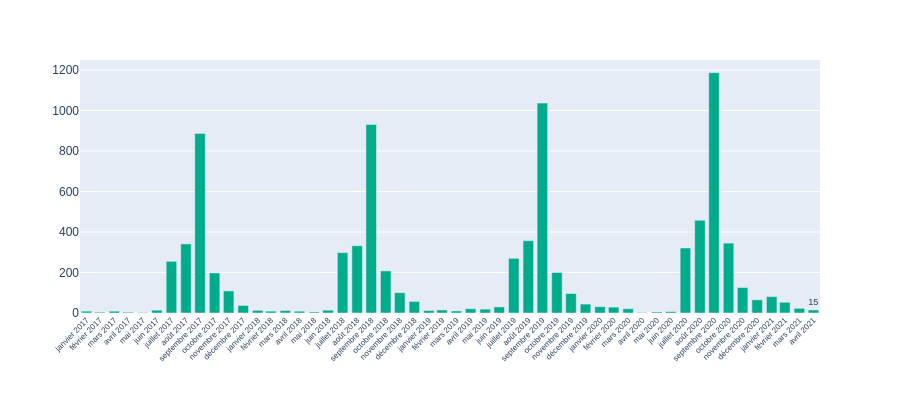 1200
1000
800
600
400
200
0
15
janvier 2017
février 2017
mars 2017
avril 2017
mai 2017
juin 2017
juillet 2017
août 2017
septembre 2017
octobre 2017
novembre 2017
décembre 2017
janvier 2018
février 2018
mars 2018
avril 2018
mai 2018
juin 2018
juillet 2018
août 2018
septembre 2018
octobre 2018
novembre 2018
décembre 2018
janvier 2019
février 2019
mars 2019
avril 2019
mai 2019
juin 2019
juillet 2019
août 2019
septembre 2019
octobre 2019
novembre 2019
décembre 2019
janvier 2020
février 2020
mars 2020
avril 2020
mai 2020
juin 2020
juillet 2020
août 2020
septembre 2020
octobre 2020
novembre 2020
décembre 2020
janvier 2021
février 2021
mars 2021
avril 2021